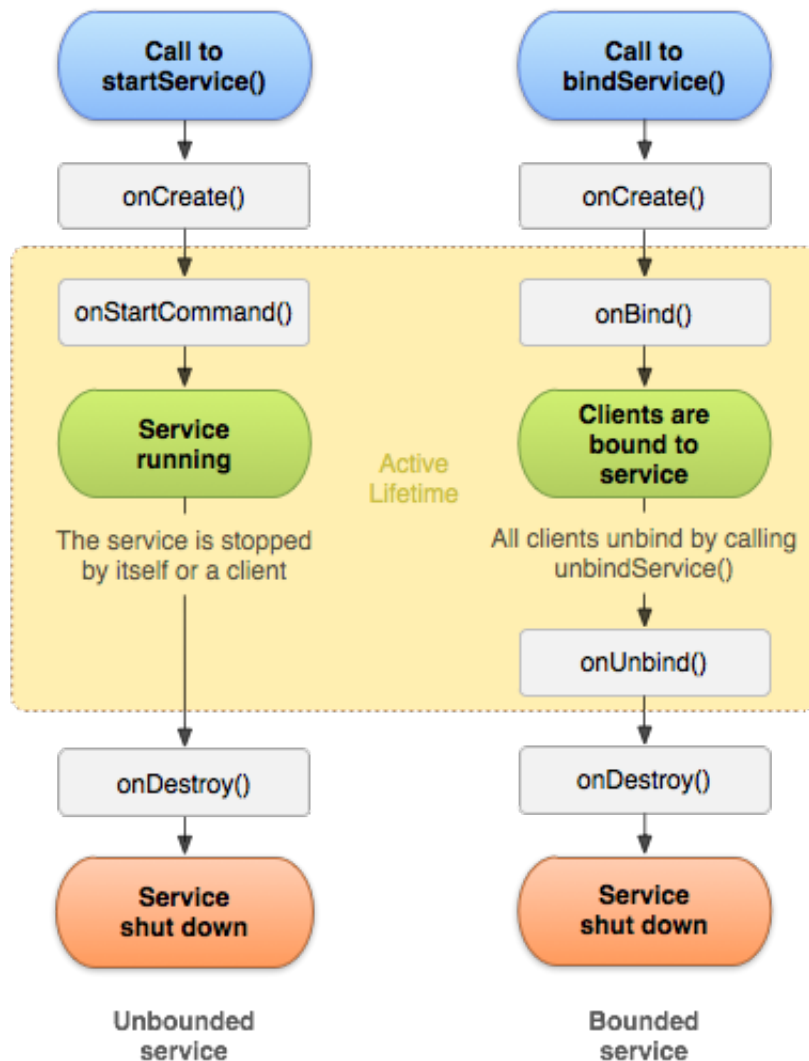 Call to
startService()
onCreate()
onStartCommand()
Service
running
The service is stopped
by itself or a client
onDestroy()
Service
shut down
Unbounded
service
Active
Lifetime
Call to
bindService()
onCreate()
onBind()
Clients are
bound to
service
All clients unbind by calling
unbindService()
onUnbind()
onDestroy()
Service
shut down
Bounded
service